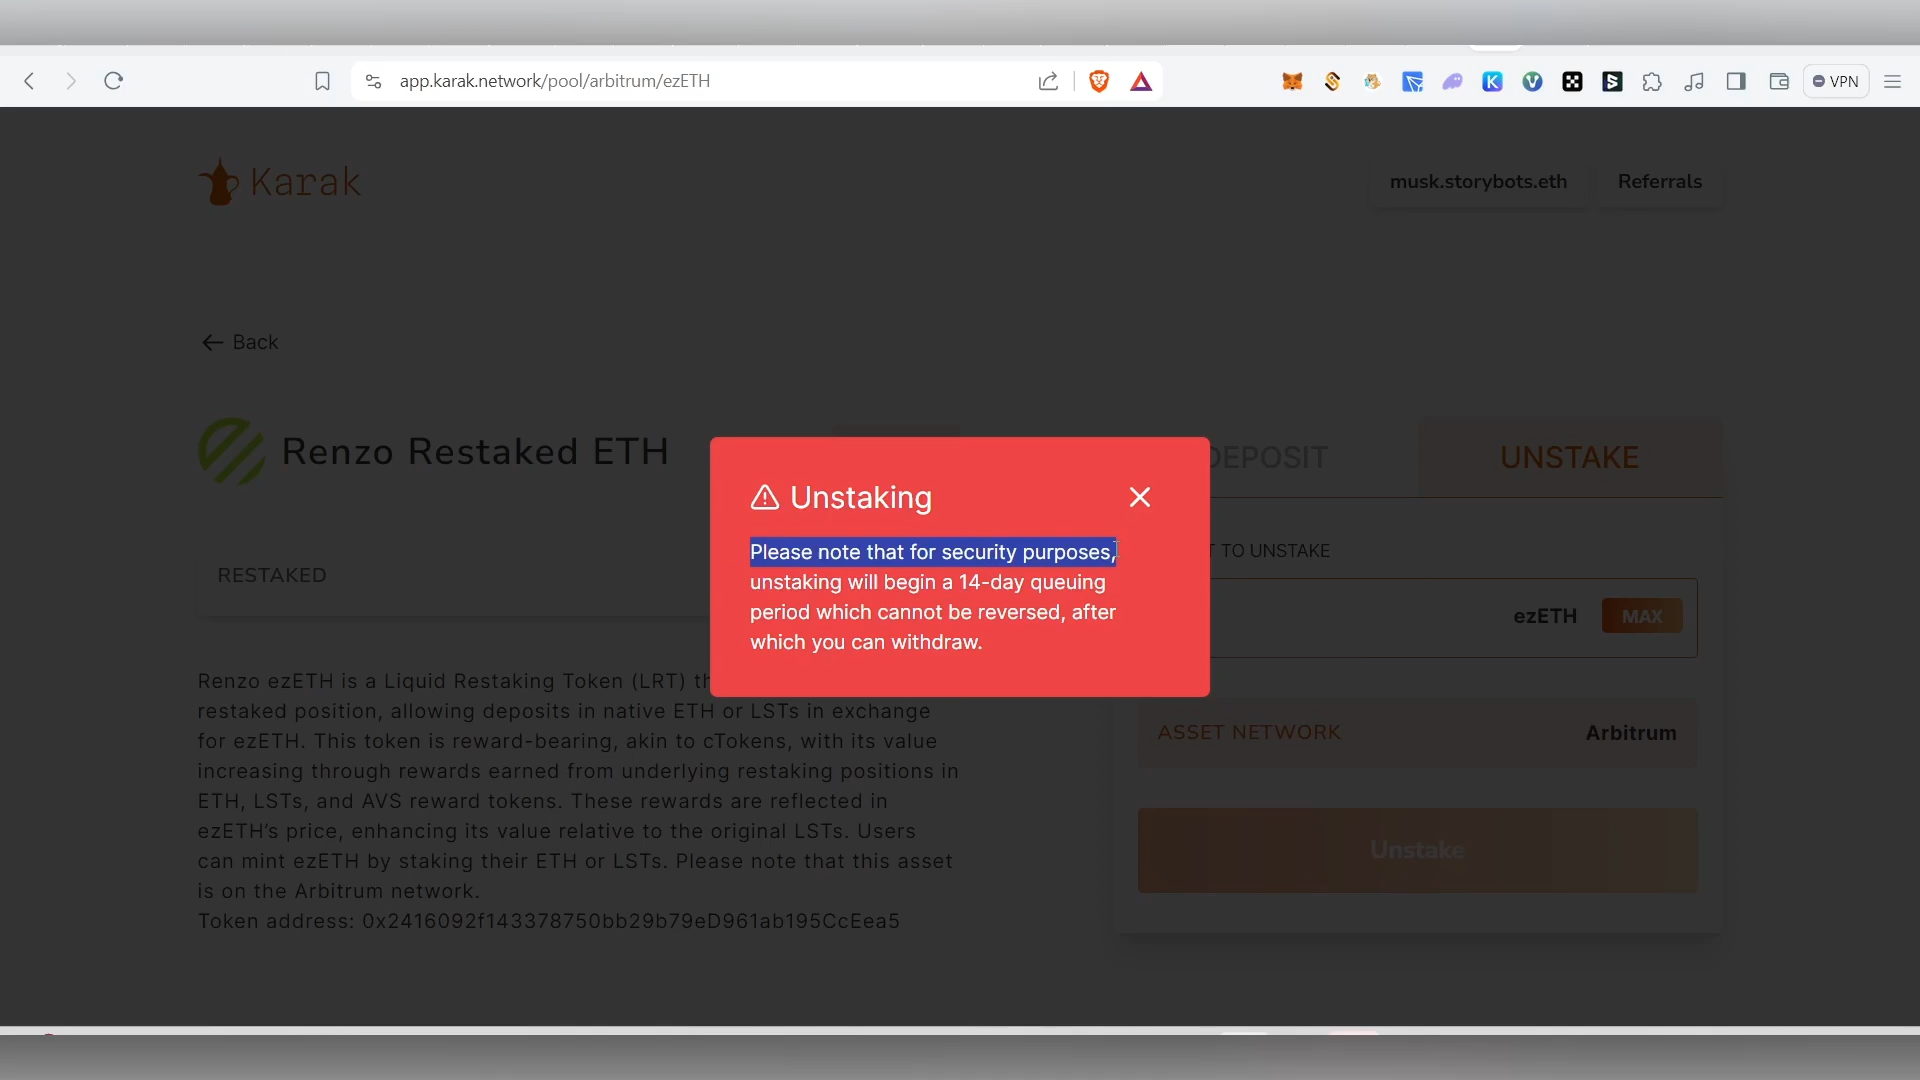 app.karak.network/pool/arbitrum/ezETH
VPN
Karak
musk.storybots.eth
Referrals
Back
Renzo Restaked ETH
DEPOSIT
UNSTAKE
Unstaking
Please note that for security purposes,
unstaking will begin a 14-day queuing
period which cannot be reversed, after
which you can withdraw.
T TO UNSTAKE
RESTAKED
ezETH
MAX
Renzo ezETH is a Liquid Restaking Token (LRT) th
restaked position, allowing deposits in native ETH or LSTs in exchange
for ezETH. This token is reward-bearing, akin to cTokens, with its value
increasing through rewards earned from underlying restaking positions in
ETH, LSTs, and AVS reward tokens. These rewards are reflected in
ezETH’s price, enhancing its value relative to the original LSTs. Users
can mint ezETH by staking their ETH or LSTs. Please note that this asset
is on the Arbitrum network.
Token address: 0x2416092f143378750bb29b79eD961ab195CcEea5
ASSET NETWORK
Arbitrum
Unstake